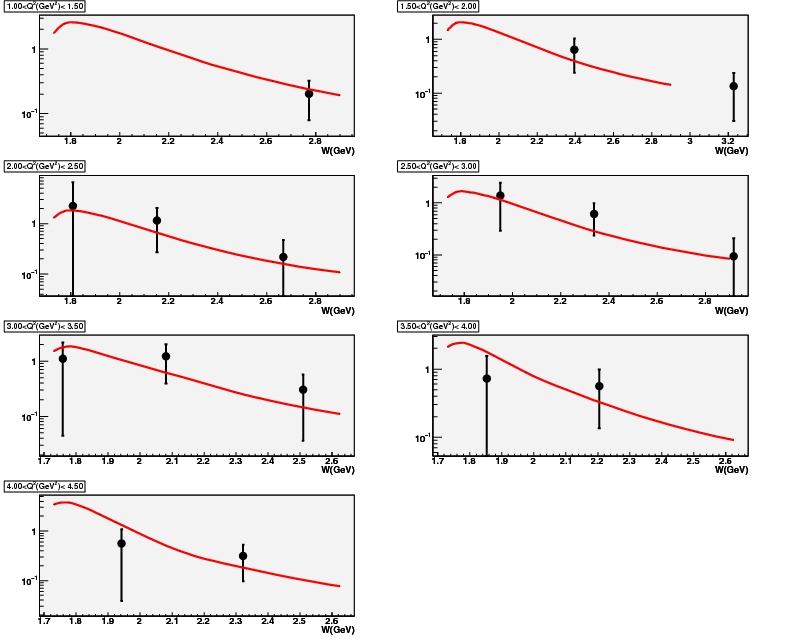 1.00<Q²(GeV²)< 1.50
1
10⁻¹
1.8 2 2.2 2.4 2.6 2.8
W(GeV)
1.50<Q²(GeV²)< 2.00
1
10⁻¹
1.8 2 2.2 2.4 2.6 2.8 3 3.2
W(GeV)
2.00<Q²(GeV²)< 2.50
1
10⁻¹
1.8 2 2.2 2.4 2.6 2.8
W(GeV)
2.50<Q²(GeV²)< 3.00
1
10⁻¹
1.8 2 2.2 2.4 2.6 2.8
W(GeV)
3.00<Q²(GeV²)< 3.50
1
10⁻¹
1.7 1.8 1.9 2 2.1 2.2 2.3 2.4 2.5 2.6
W(GeV)
3.50<Q²(GeV²)< 4.00
1
10⁻¹
1.7 1.8 1.9 2 2.1 2.2 2.3 2.4 2.5 2.6
W(GeV)
4.00<Q²(GeV²)< 4.50
1
10⁻¹
1.7 1.8 1.9 2 2.1 2.2 2.3 2.4 2.5 2.6
W(GeV)